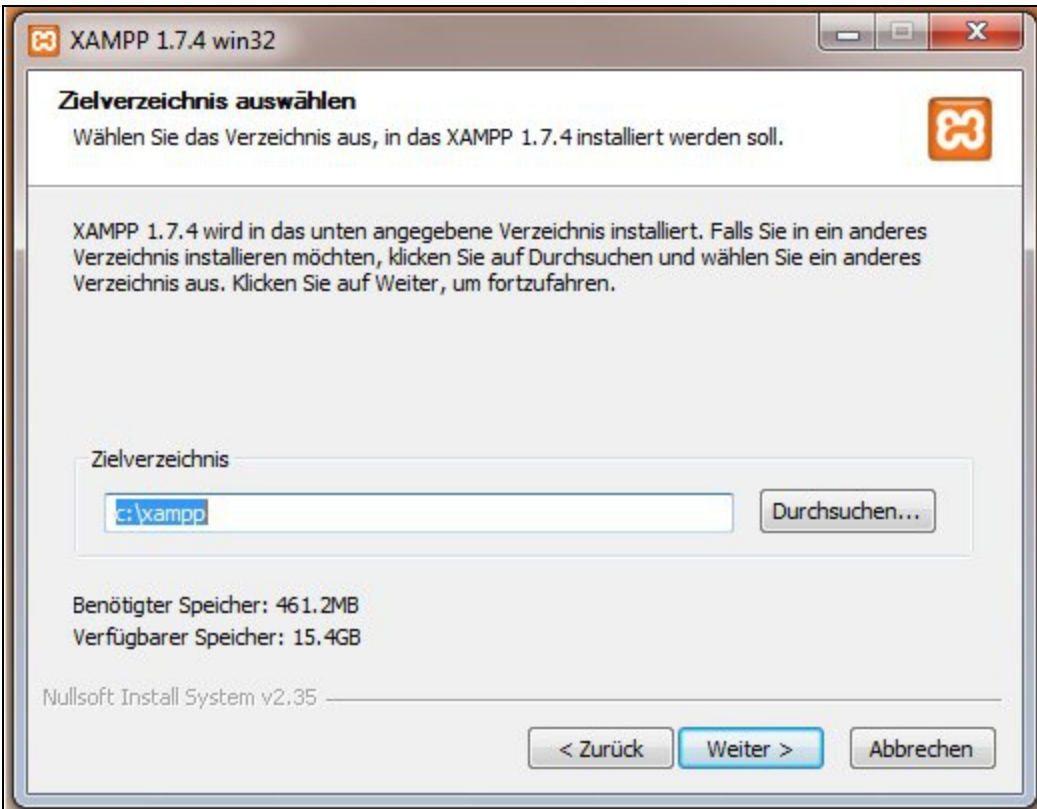 XAMPP 1.7.4 win32
Zielverzeichnis auswählen
Wählen Sie das Verzeichnis aus, in das XAMPP 1.7.4 installiert werden soll.
XAMPP 1.7.4 wird in das unten angegebene Verzeichnis installiert. Falls Sie in ein anderes
Verzeichnis installieren möchten, klicken Sie auf Durchsuchen und wählen Sie ein anderes
Verzeichnis aus. Klicken Sie auf Weiter, um fortzufahren.
Zielverzeichnis
c:\xampp
Durchsuchen...
Benötigter Speicher: 461.2MB
Verfügbarer Speicher: 15.4GB
Nullsoft Install System v2.35
< Zurück
Weiter >
Abbrechen